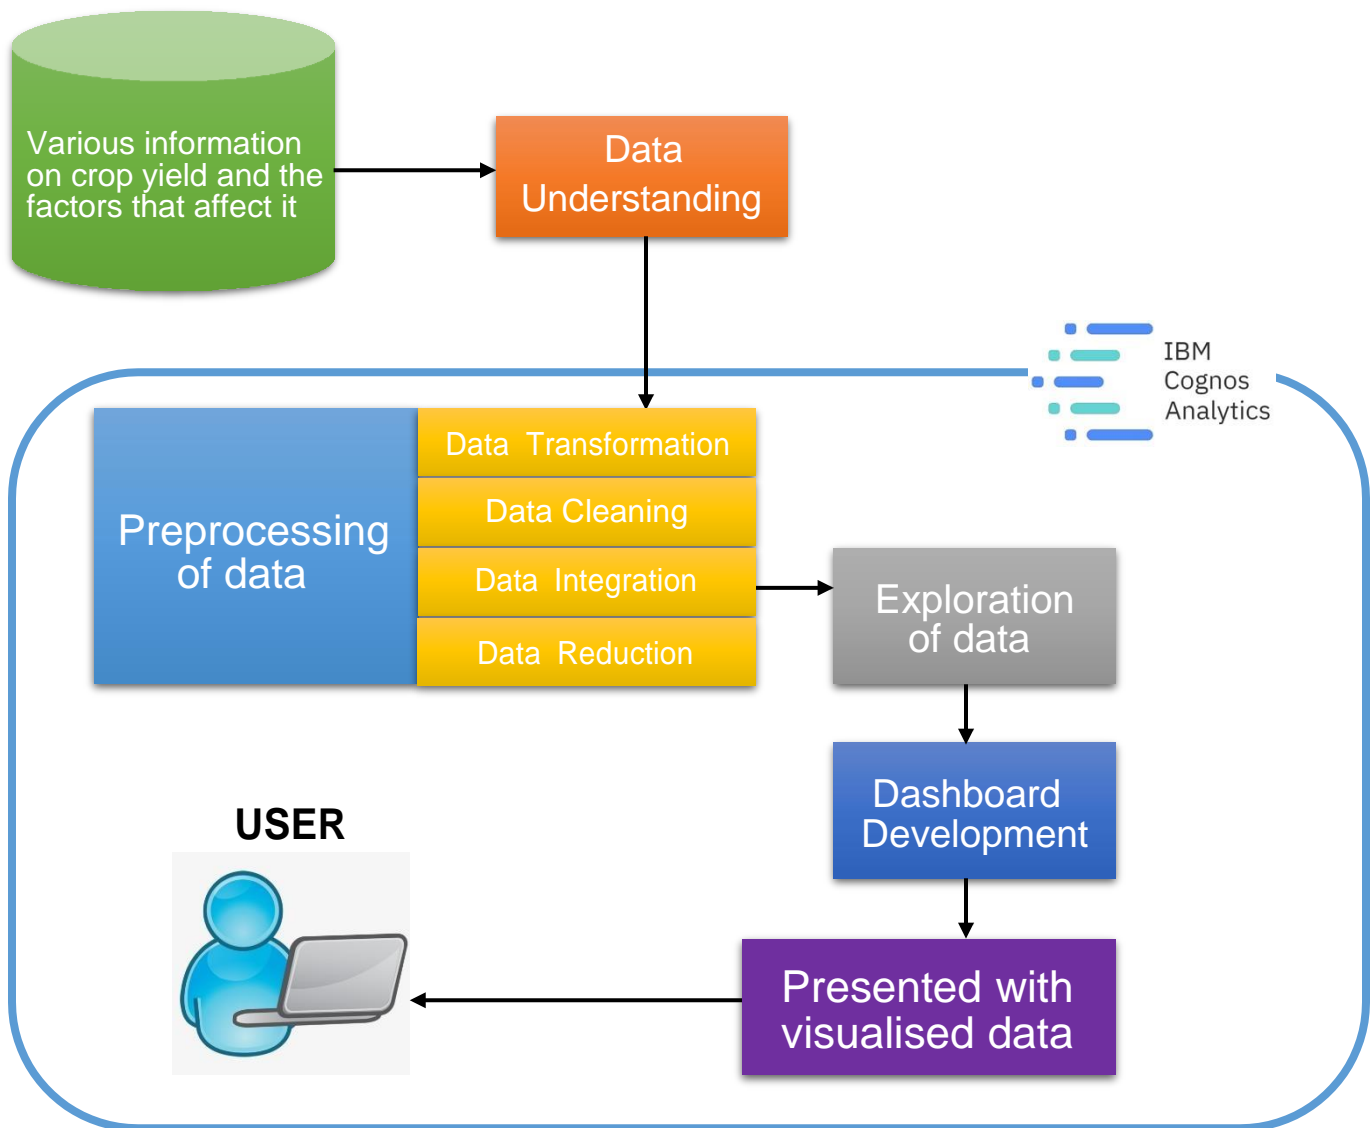 Various information
on crop yield and the
factors that affect it
Data
Understanding
IBM
Cognos
Analytics
Preprocessing
of data
Data Transformation
Data Cleaning
Data Integration
Data Reduction
Exploration
of data
Dashboard
Development
USER
Presented with
visualised data